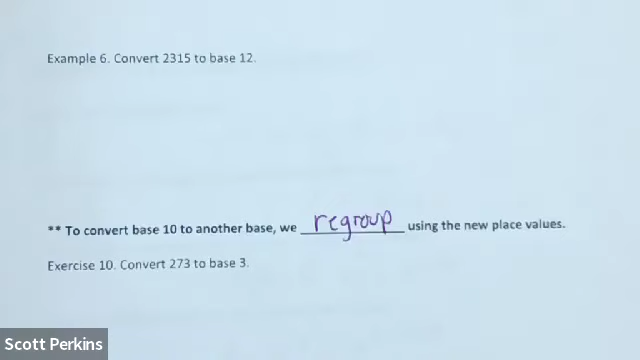 Example 6. Convert 2315 to base 12.
** To convert base 10 to another base, we regroup using the new place values.
Exercise 10. Convert 273 to base 3.
Scott Perkins